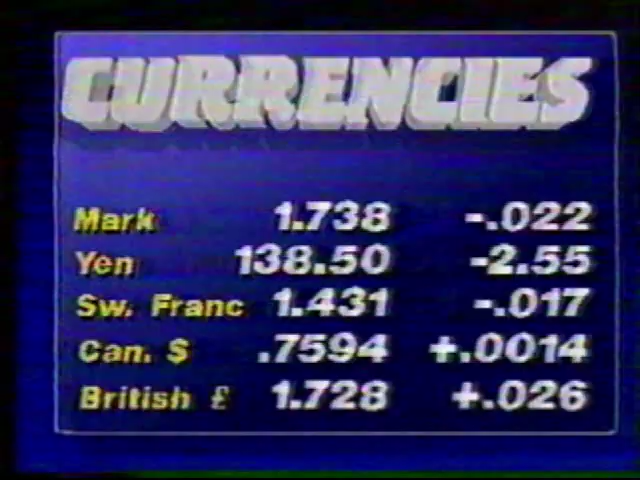 CURRENCIES
Mark 1.738 -.022
Yen 138.50 -2.55
Sw. Franc 1.431 -.017
Can. $ .7594 +.0014
British £ 1.728 +.026